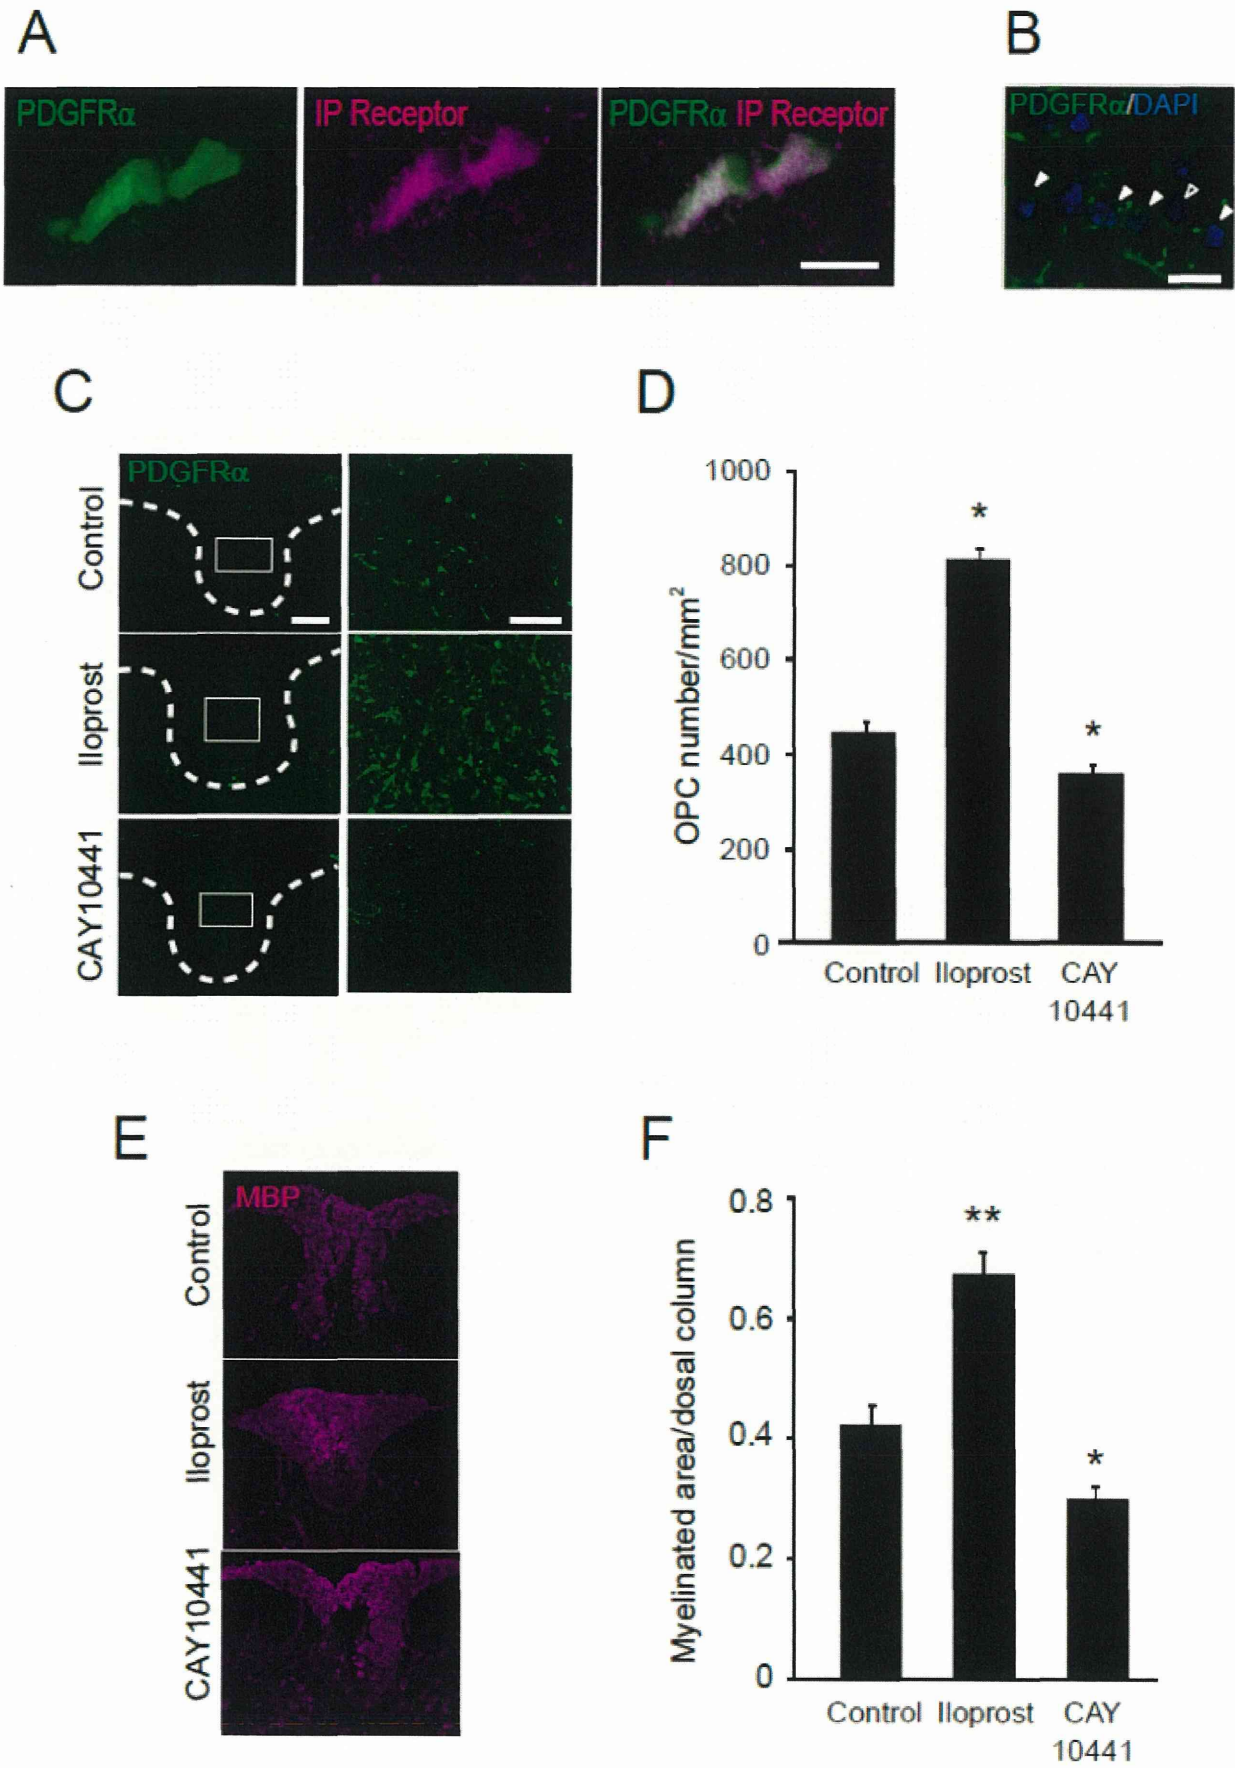 A
B
PDGFRα
IP Receptor
PDGFRα IP Receptor
PDGFRα/DAPI
C
D
PDGFRα
Control
Iloprost
CAY10441
OPC number/mm²
1000
800
600
400
200
0
*
*
Control Iloprost CAY
10441
E
F
MBP
Control
Iloprost
CAY10441
Myelinated area/dosal column
0.8
0.6
0.4
0.2
0
**
*
Control Iloprost CAY
10441